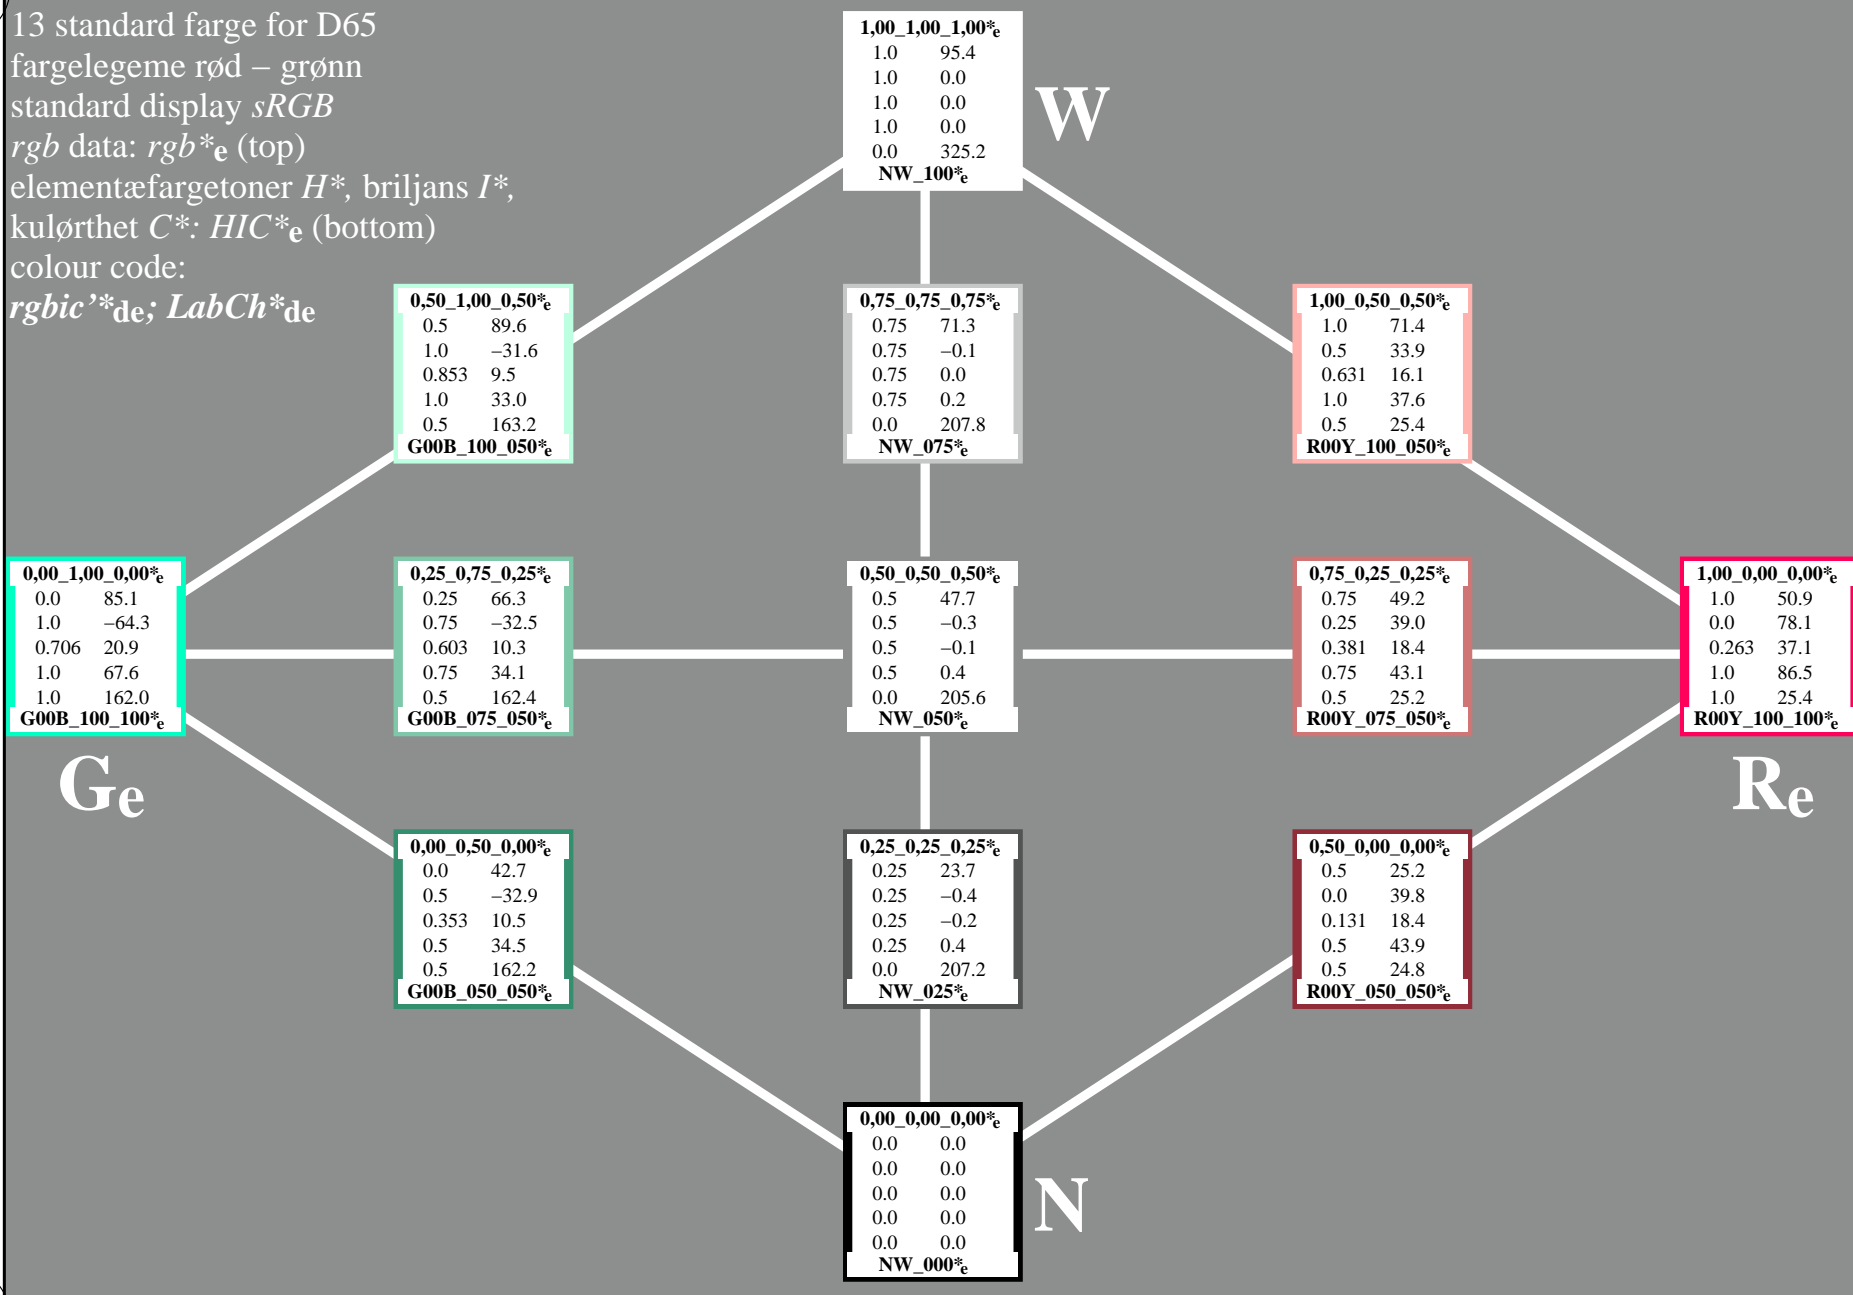 13 standard farge for D65
fargelegeme rød – grønn
standard display sRGB
rgb data: rgb*e (top)
elementæfargetoner H*, briljans I*,
kulørthet C*: HIC*e (bottom)
colour code:
rgbic’*de; LabCh*de
1,00_1,00_1,00*e
1.0 95.4
1.0 0.0
1.0 0.0
1.0 0.0
0.0 325.2
NW_100*e
W
0,50_1,00_0,50*e
0.5 89.6
1.0 −31.6
0.853 9.5
1.0 33.0
0.5 163.2
G00B_100_050*e
0,75_0,75_0,75*e
0.75 71.3
0.75 −0.1
0.75 0.0
0.75 0.2
0.0 207.8
NW_075*e
1,00_0,50_0,50*e
1.0 71.4
0.5 33.9
0.631 16.1
1.0 37.6
0.5 25.4
R00Y_100_050*e
0,00_1,00_0,00*e
0.0 85.1
1.0 −64.3
0.706 20.9
1.0 67.6
1.0 162.0
G00B_100_100*e
Ge
0,25_0,75_0,25*e
0.25 66.3
0.75 −32.5
0.603 10.3
0.75 34.1
0.5 162.4
G00B_075_050*e
0,50_0,50_0,50*e
0.5 47.7
0.5 −0.3
0.5 −0.1
0.5 0.4
0.0 205.6
NW_050*e
0,75_0,25_0,25*e
0.75 49.2
0.25 39.0
0.381 18.4
0.75 43.1
0.5 25.2
R00Y_075_050*e
1,00_0,00_0,00*e
1.0 50.9
0.0 78.1
0.263 37.1
1.0 86.5
1.0 25.4
R00Y_100_100*e
Re
0,00_0,50_0,00*e
0.0 42.7
0.5 −32.9
0.353 10.5
0.5 34.5
0.5 162.2
G00B_050_050*e
0,25_0,25_0,25*e
0.25 23.7
0.25 −0.4
0.25 −0.2
0.25 0.4
0.0 207.2
NW_025*e
0,50_0,00_0,00*e
0.5 25.2
0.0 39.8
0.131 18.4
0.5 43.9
0.5 24.8
R00Y_050_050*e
0,00_0,00_0,00*e
0.0 0.0
0.0 0.0
0.0 0.0
0.0 0.0
0.0 0.0
NW_000*e
N